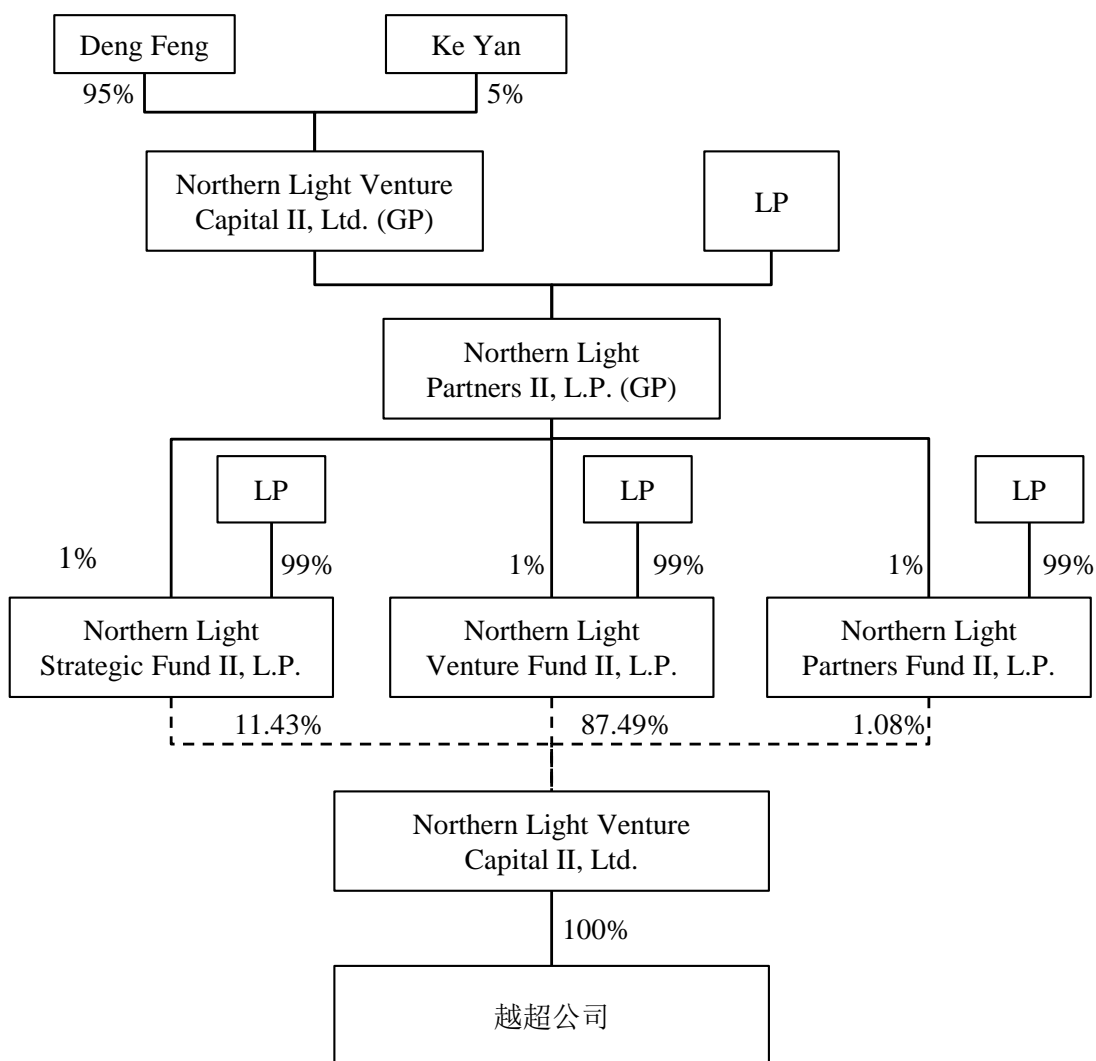 Deng Feng
Ke Yan
95%
5%
Northern Light Venture
Capital II, Ltd. (GP)
LP
Northern Light
Partners II, L.P. (GP)
LP
LP
LP
1%
99%
1%
99%
1%
99%
Northern Light
Strategic Fund II, L.P.
Northern Light
Venture Fund II, L.P.
Northern Light
Partners Fund II, L.P.
11.43%
87.49%
1.08%
Northern Light Venture
Capital II, Ltd.
100%
越超公司